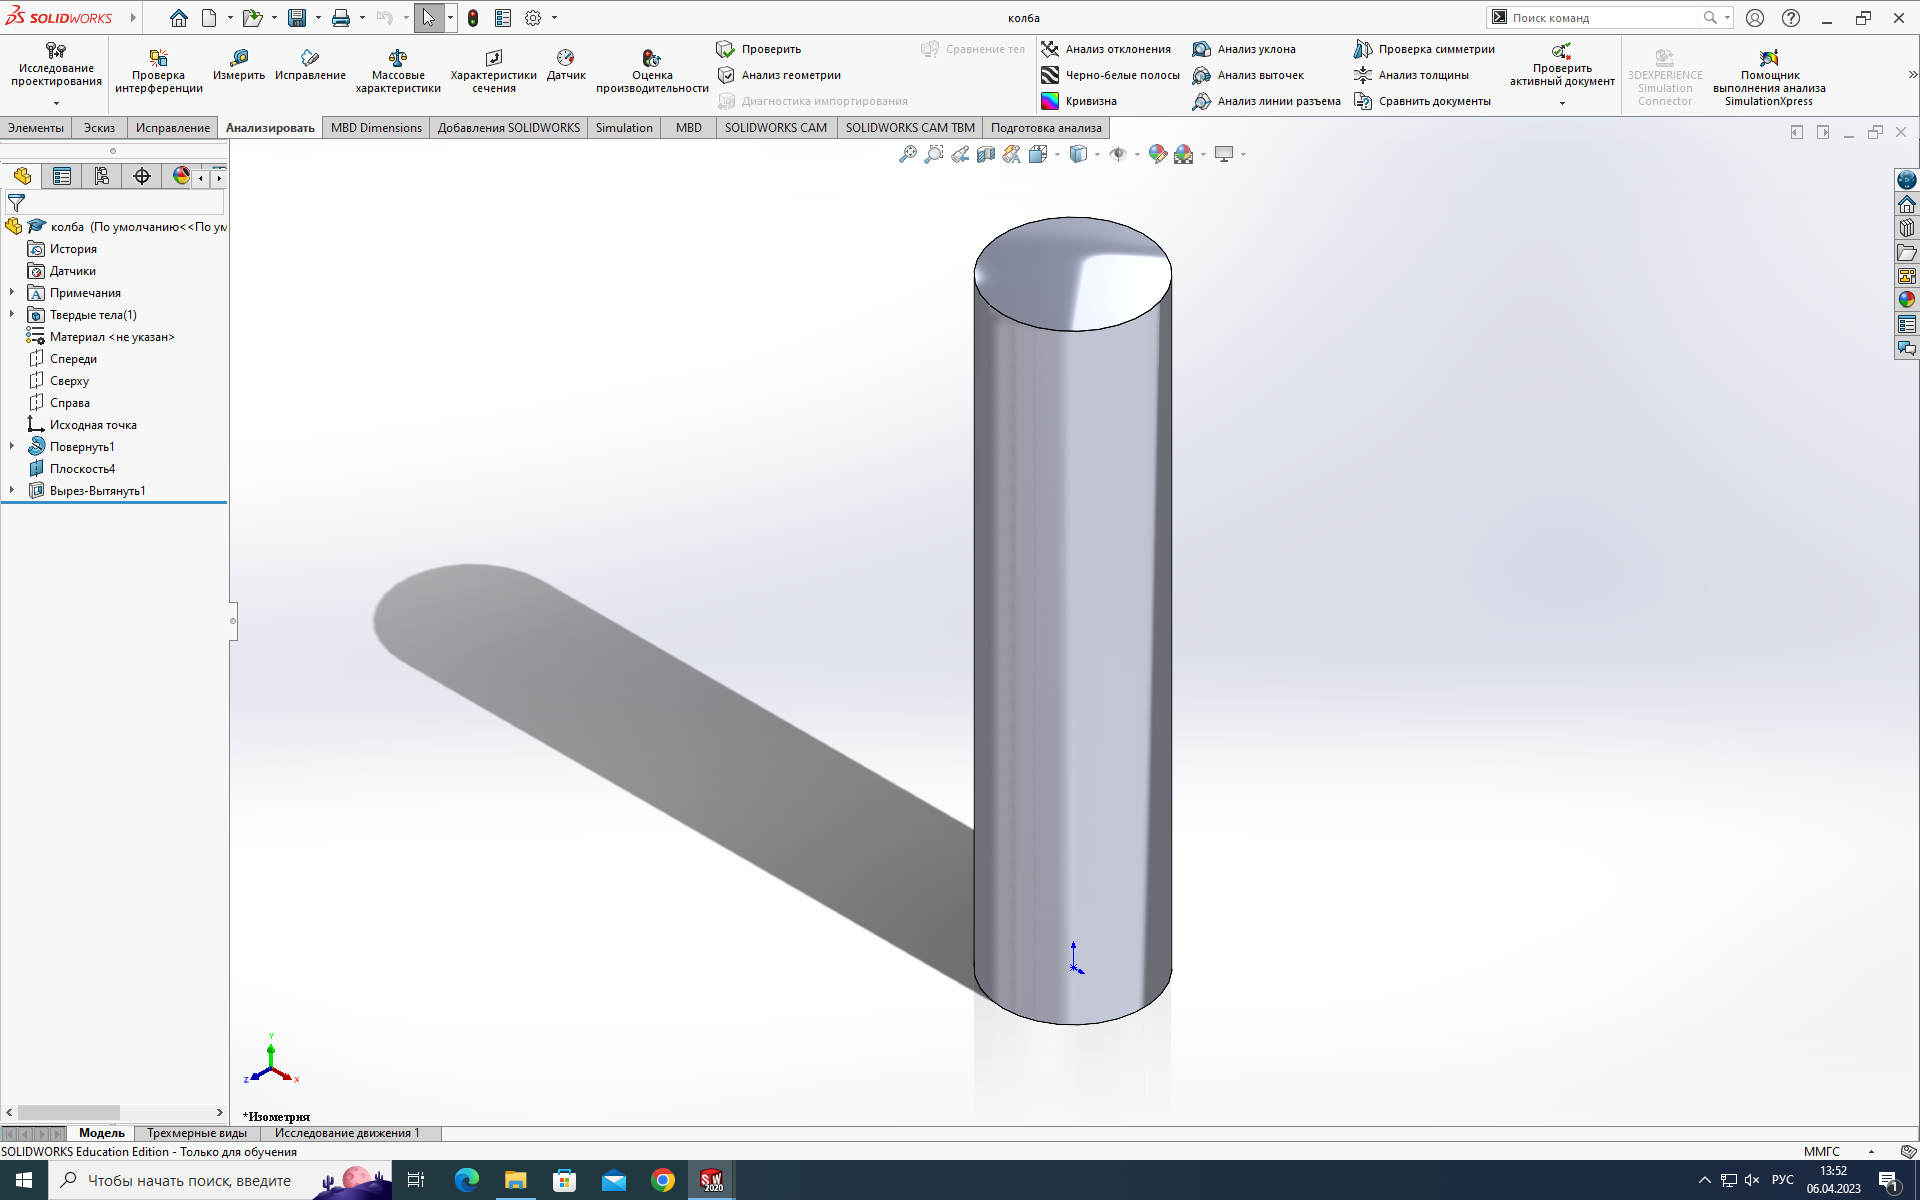 SOLIDWORKS
колба
Поиск команд
Исследование
проектирования
Проверка
интерференции
Измерить
Исправление
Массовые
характеристики
Характеристики
сечения
Датчик
Оценка
производительности
Проверить
Анализ геометрии
Диагностика импортирования
Сравнение тел
Анализ отклонения
Черно-белые полосы
Кривизна
Анализ уклона
Анализ выточек
Анализ линии разъема
Проверка симметрии
Анализ толщины
Сравнить документы
Проверить
активный документ
3DEXPERIENCE
Simulation
Connector
Помощник
выполнения анализа
SimulationXpress
Элементы
Эскиз
Исправление
Анализировать
MBD Dimensions
Добавления SOLIDWORKS
Simulation
MBD
SOLIDWORKS CAM
SOLIDWORKS CAM TBM
Подготовка анализа
колба (По умолчанию<<По ум
История
Датчики
Примечания
Твердые тела(1)
Материал <не указан>
Спереди
Сверху
Справа
Исходная точка
Повернуть1
Плоскость4
Вырез-Вытянуть1
Y
Z
X
*Изометрия
Модель
Трехмерные виды
Исследование движения 1
SOLIDWORKS Education Edition - Только для обучения
ММГС
Чтобы начать поиск, введите
SW
2020
РУС
13:52
06.04.2023
1